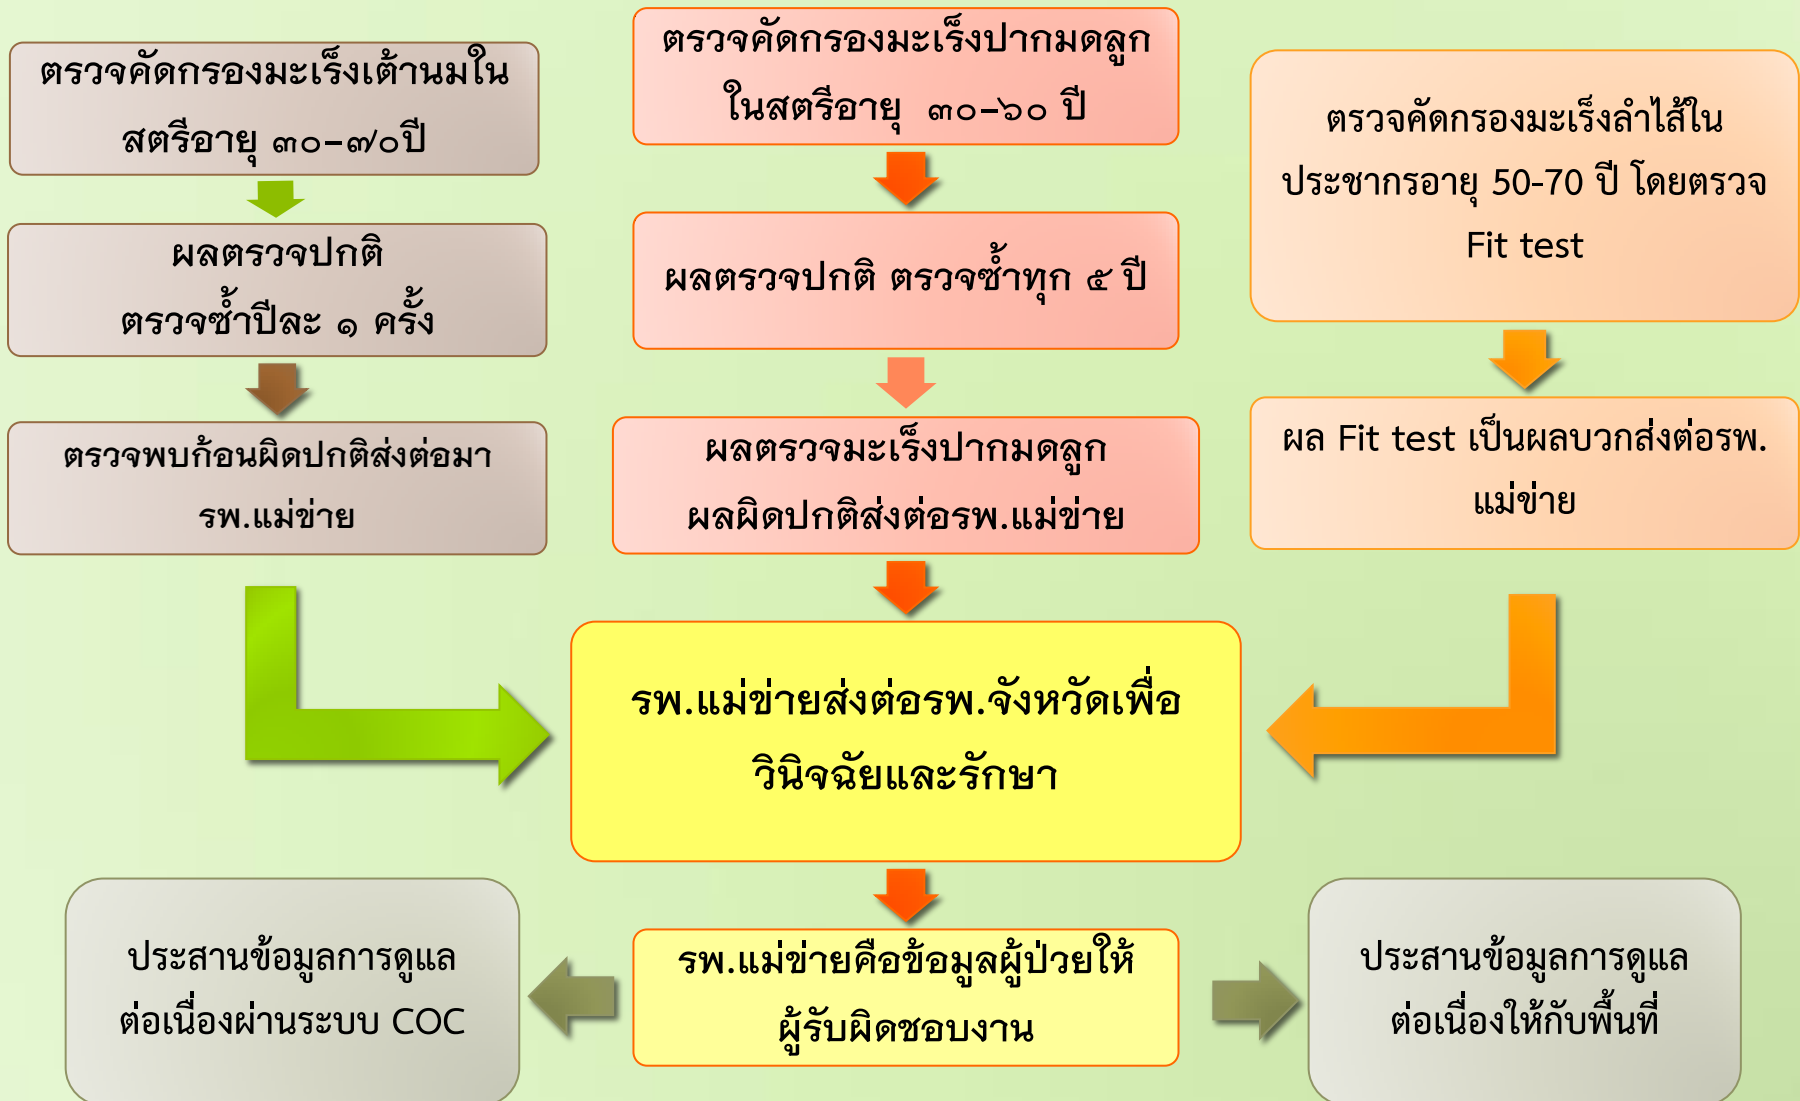 ตรวจคัดกรองมะเร็งเต้านมใน
สตรีอายุ ๓๐-๗๐ปี
ผลตรวจปกติ
ตรวจซ้ำปีละ ๑ ครั้ง
ตรวจพบก้อนผิดปกติส่งต่อมา
รพ.แม่ข่าย
ตรวจคัดกรองมะเร็งปากมดลูก
ในสตรีอายุ ๓๐-๖๐ ปี
ผลตรวจปกติ ตรวจซ้ำทุก ๕ ปี
ผลตรวจมะเร็งปากมดลูก
ผลผิดปกติส่งต่อรพ.แม่ข่าย
ตรวจคัดกรองมะเร็งลำไส้ใน
ประชากรอายุ 50-70 ปี โดยตรวจ
Fit test
ผล Fit test เป็นผลบวกส่งต่อรพ.
แม่ข่าย
รพ.แม่ข่ายส่งต่อรพ.จังหวัดเพื่อ
วินิจฉัยและรักษา
รพ.แม่ข่ายคือข้อมูลผู้ป่วยให้
ผู้รับผิดชอบงาน
ประสานข้อมูลการดูแล
ต่อเนื่องผ่านระบบ COC
ประสานข้อมูลการดูแล
ต่อเนื่องให้กับพื้นที่